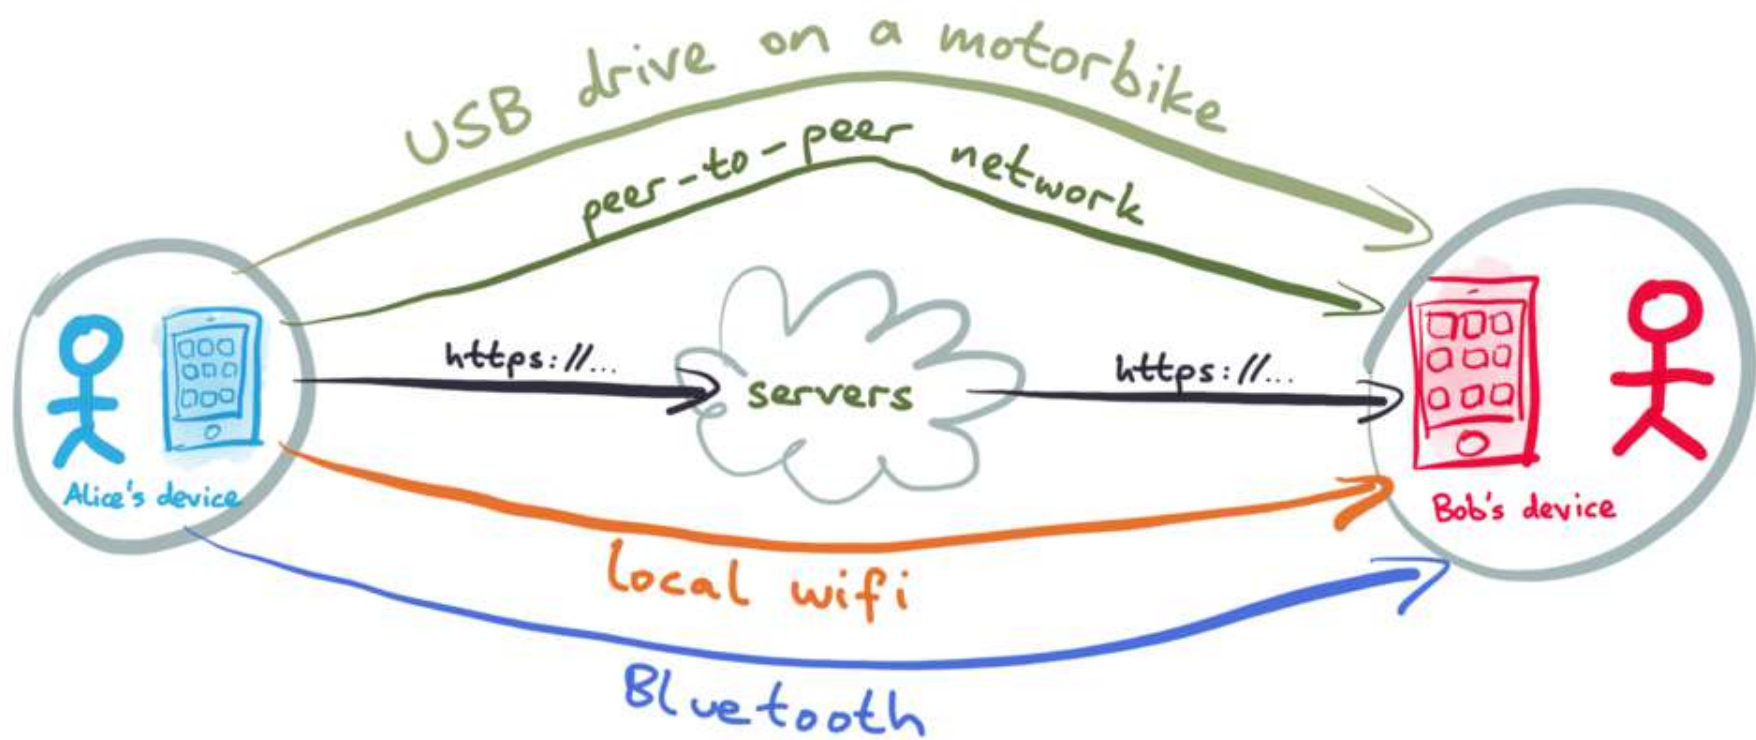 USB drive on a motorbike
peer-to-peer network
https://...
servers
https://...
Alice's device
Bob's device
local wifi
Bluetooth